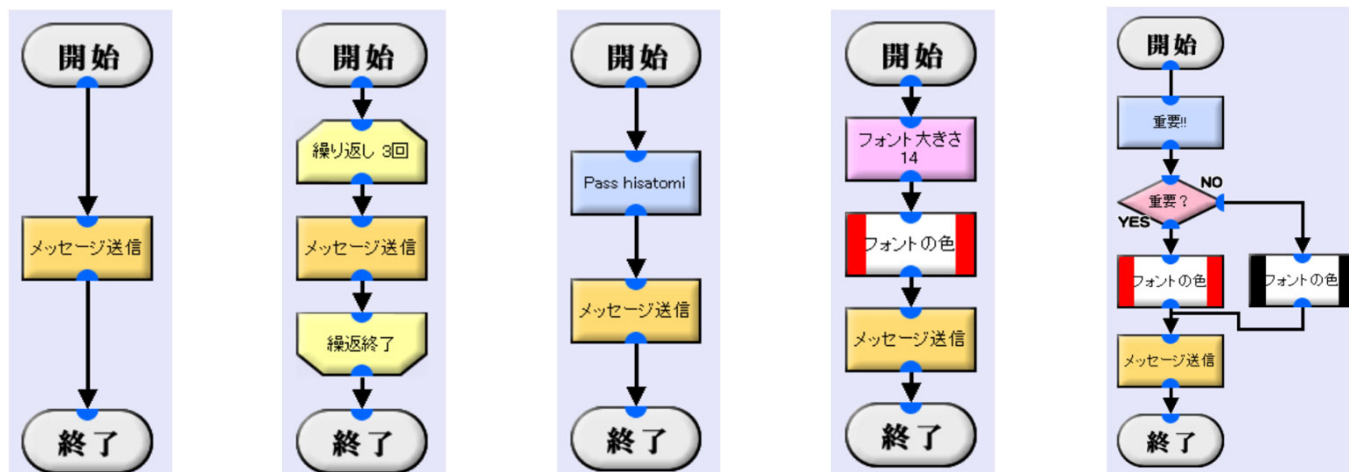 開始
メッセージ送信
終了
開始
繰り返し 3回
メッセージ送信
繰返終了
終了
開始
Pass hisatomi
メッセージ送信
終了
開始
フォント大きさ
14
フォントの色
メッセージ送信
終了
開始
重要!!
重要？
NO
YES
フォントの色
フォントの色
メッセージ送信
終了